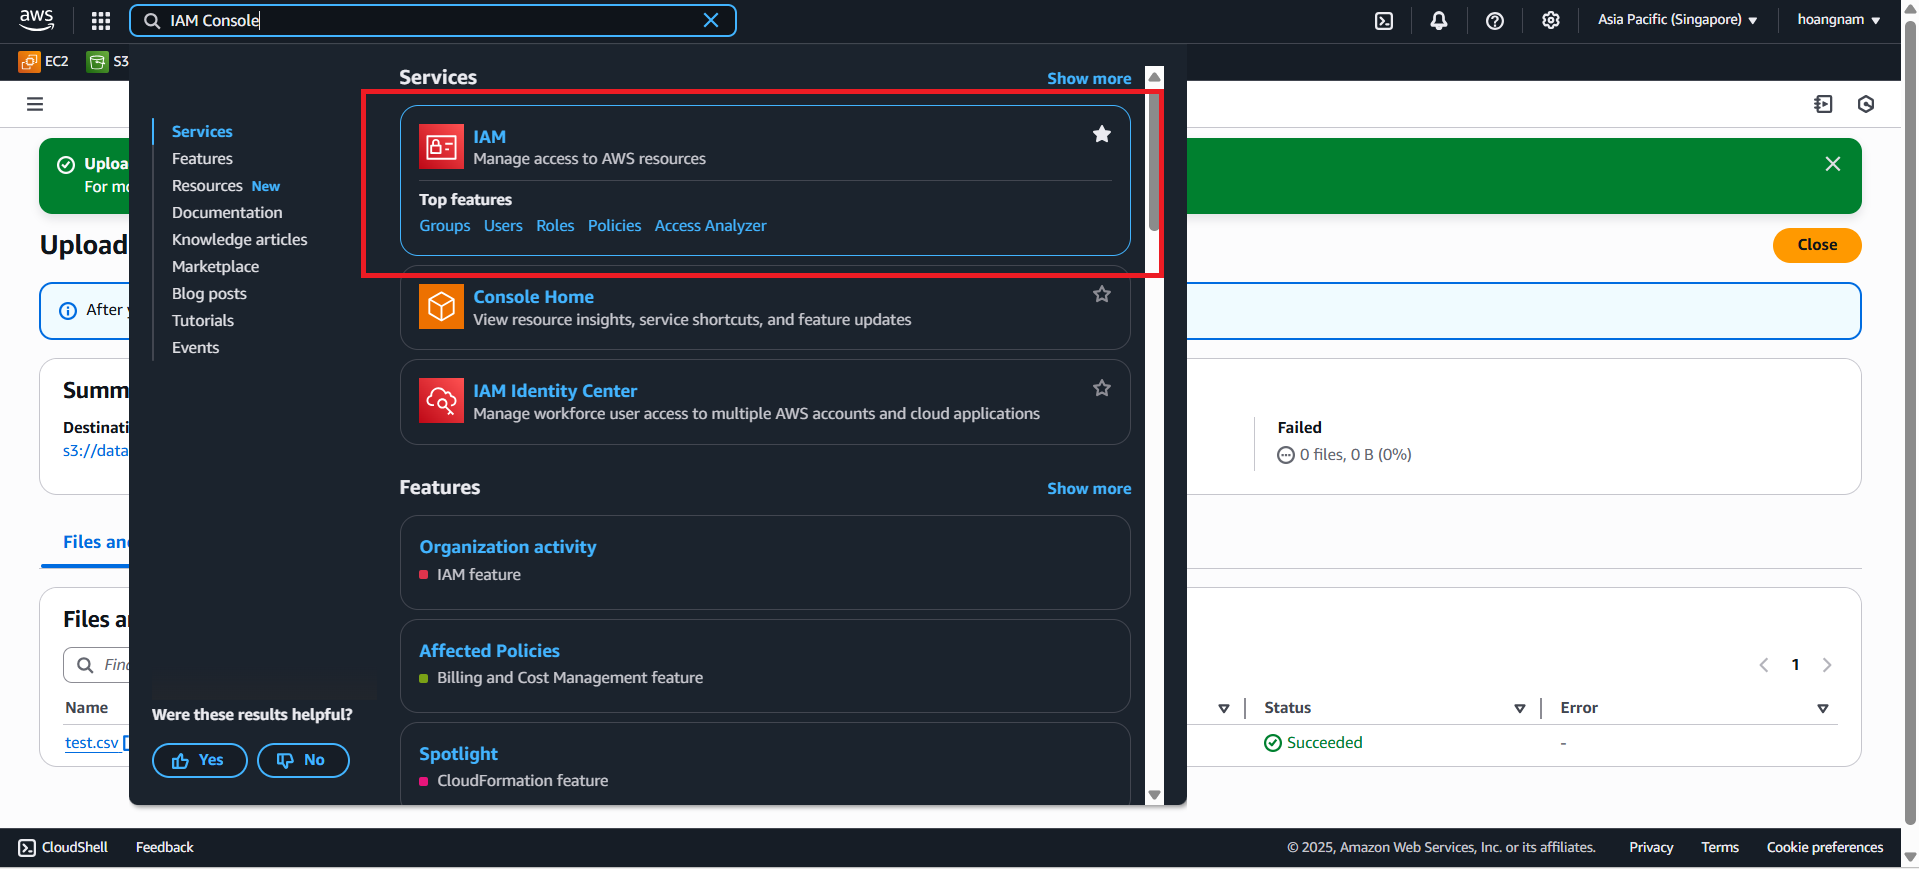 aws
IAM Console
Asia Pacific (Singapore)
hoangnam
EC2
S3
Services
Show more
Services
Features
Resources New
Documentation
Knowledge articles
Marketplace
Blog posts
Tutorials
Events
IAM
Manage access to AWS resources
Top features
Groups Users Roles Policies Access Analyzer
Console Home
View resource insights, service shortcuts, and feature updates
IAM Identity Center
Manage workforce user access to multiple AWS accounts and cloud applications
Features
Show more
Organization activity
IAM feature
Affected Policies
Billing and Cost Management feature
Spotlight
CloudFormation feature
Were these results helpful?
Yes
No
Uploa
For mo
Upload
Close
After
Summ
Destinati
s3://data
Failed
0 files, 0 B (0%)
Files and
Files a
Find
1
Name
Status
Error
test.csv
Succeeded
-
CloudShell
Feedback
© 2025, Amazon Web Services, Inc. or its affiliates.
Privacy
Terms
Cookie preferences